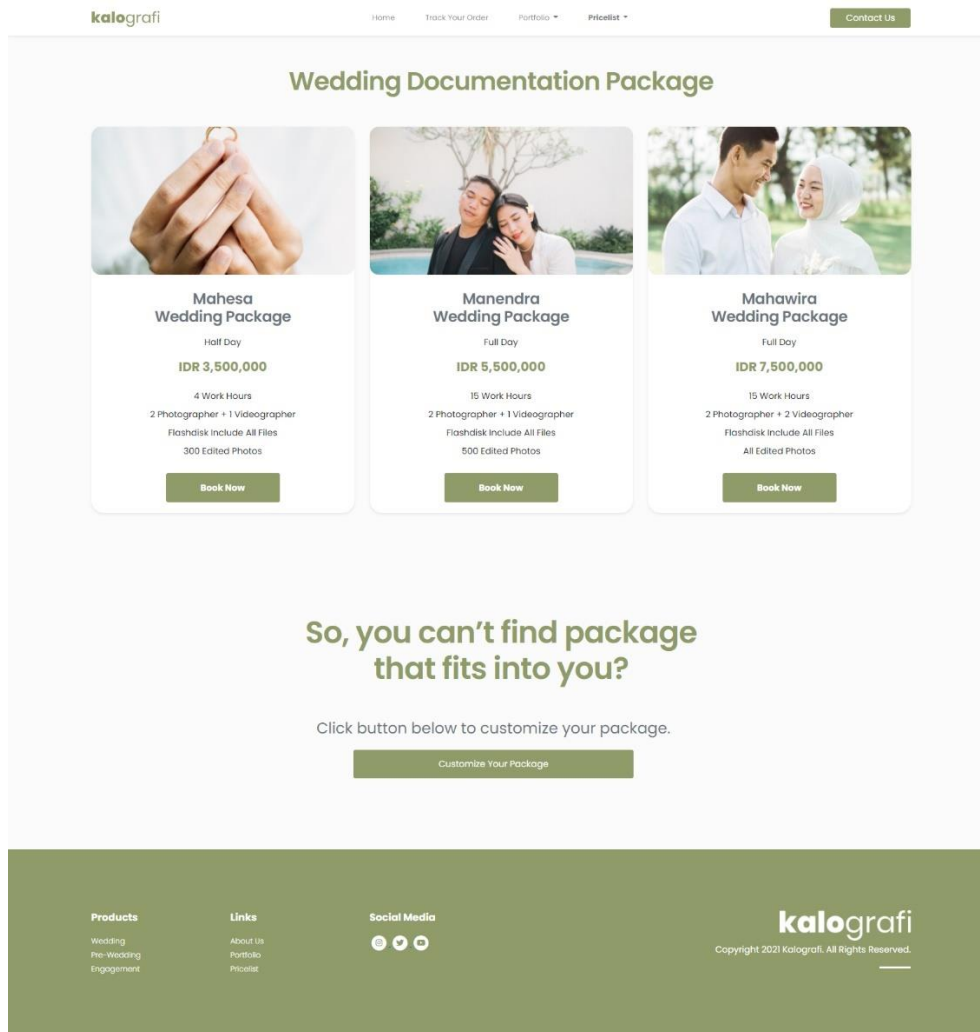 kalografi
Home
Track Your Order
Portfolio
Pricelist
Contact Us
Wedding Documentation Package
Mahesa
Wedding Package
Half Day
IDR 3,500,000
4 Work Hours
2 Photographer + 1 Videographer
Flashdisk Include All Files
300 Edited Photos
Book Now
Manendra
Wedding Package
Full Day
IDR 5,500,000
15 Work Hours
2 Photographer + 1 Videographer
Flashdisk Include All Files
500 Edited Photos
Book Now
Mahawira
Wedding Package
Full Day
IDR 7,500,000
15 Work Hours
2 Photographer + 2 Videographer
Flashdisk Include All Files
All Edited Photos
Book Now
So, you can’t find package
that fits into you?
Click button below to customize your package.
Customize Your Package
Products
Wedding
Pre-Wedding
Engagement
Links
About Us
Portfolio
Pricelist
Social Media
kalografi
Copyright 2021 Kalografi. All Rights Reserved.